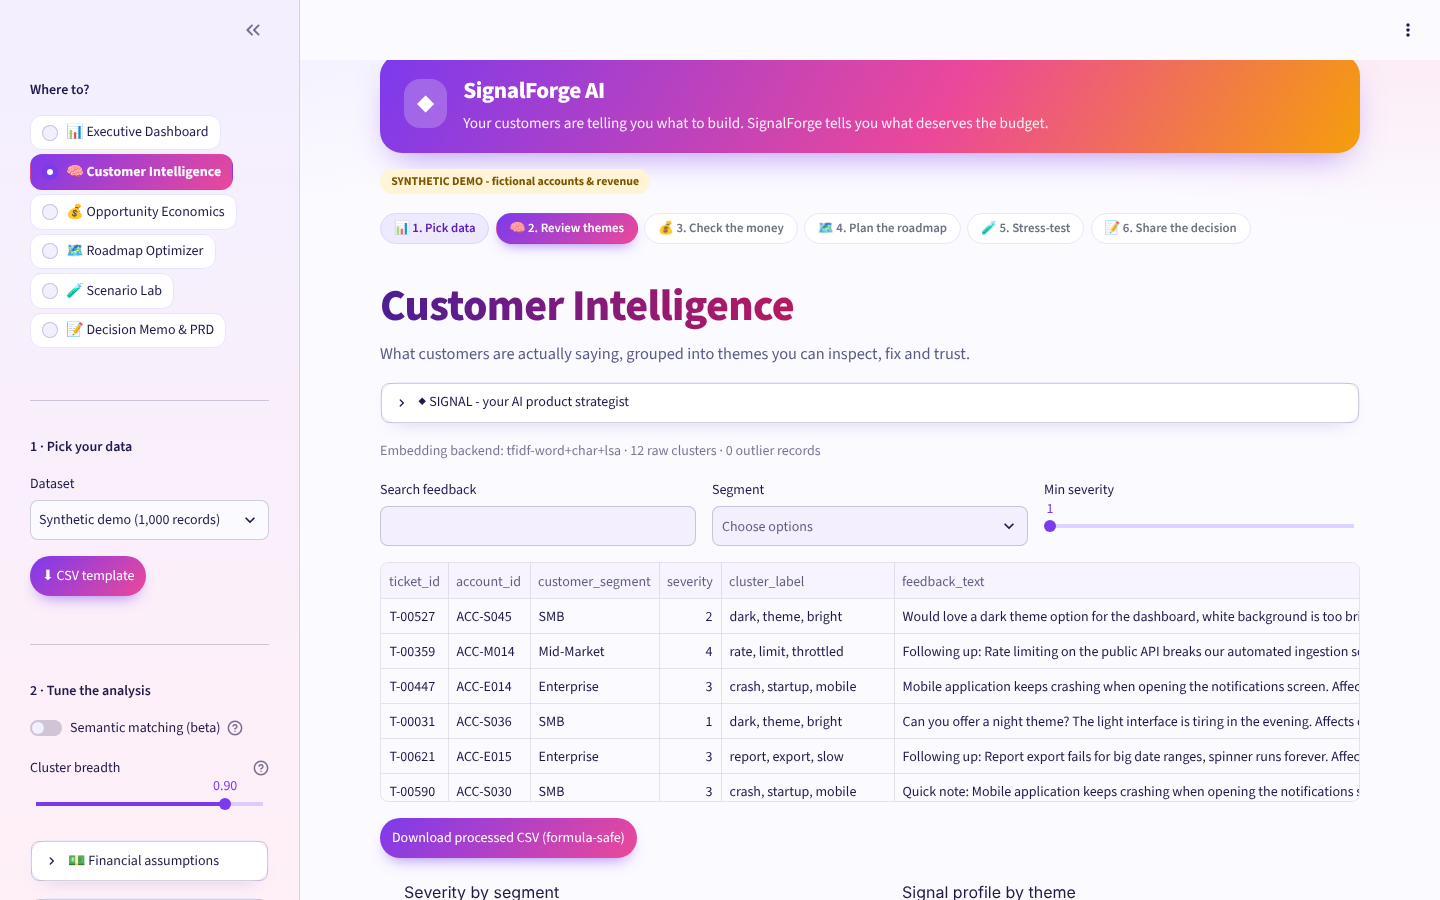 Where to?
📊 Executive Dashboard
🧠 Customer Intelligence
💰 Opportunity Economics
🗺️ Roadmap Optimizer
🧪 Scenario Lab
📝 Decision Memo & PRD
1 · Pick your data
Dataset
Synthetic demo (1,000 records)
⬇ CSV template
2 · Tune the analysis
Semantic matching (beta)
Cluster breadth
0.90
💵 Financial assumptions
SignalForge AI
Your customers are telling you what to build. SignalForge tells you what deserves the budget.
SYNTHETIC DEMO - fictional accounts & revenue
📊 1. Pick data 🧠 2. Review themes 💰 3. Check the money 🗺️ 4. Plan the roadmap 🧪 5. Stress-test 📝 6. Share the decision
Customer Intelligence
What customers are actually saying, grouped into themes you can inspect, fix and trust.
◆ SIGNAL - your AI product strategist
Embedding backend: tfidf-word+char+lsa · 12 raw clusters · 0 outlier records
Search feedback Segment Min severity
1
Choose options
ticket_id account_id customer_segment severity cluster_label feedback_text
T-00527 ACC-S045 SMB 2 dark, theme, bright Would love a dark theme option for the dashboard, white background is too bri
T-00359 ACC-M014 Mid-Market 4 rate, limit, throttled Following up: Rate limiting on the public API breaks our automated ingestion s
T-00447 ACC-E014 Enterprise 3 crash, startup, mobile Mobile application keeps crashing when opening the notifications screen. Affec
T-00031 ACC-S036 SMB 1 dark, theme, bright Can you offer a night theme? The light interface is tiring in the evening. Affects
T-00621 ACC-E015 Enterprise 3 report, export, slow Following up: Report export fails for big date ranges, spinner runs forever. Affec
T-00590 ACC-S030 SMB 3 crash, startup, mobile Quick note: Mobile application keeps crashing when opening the notifications s
Download processed CSV (formula-safe)
Severity by segment Signal profile by theme